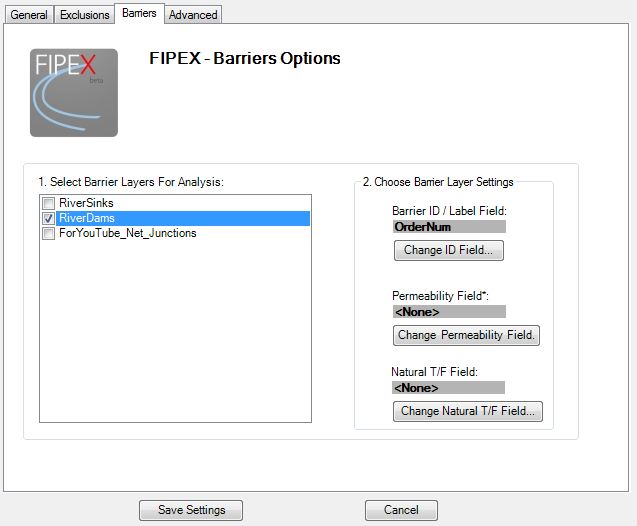 General Exclusions Barriers Advanced
FIPEX
beta
FIPEX - Barriers Options
1. Select Barrier Layers For Analysis:
RiverSinks
RiverDams
ForYouTube_Net_Junctions
2. Choose Barrier Layer Settings
Barrier ID / Label Field:
OrderNum
Change ID Field...
Permeability Field*:
<None>
Change Permeability Field.
Natural T/F Field:
<None>
Change Natural T/F Field...
Save Settings Cancel